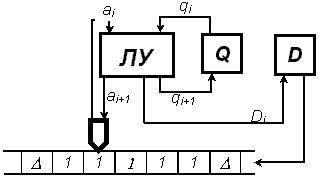 aᵢ qᵢ
ЛУ Q D
aᵢ₊₁ qᵢ₊₁
Dᵢ
Δ 1 1 1 1 1 Δ